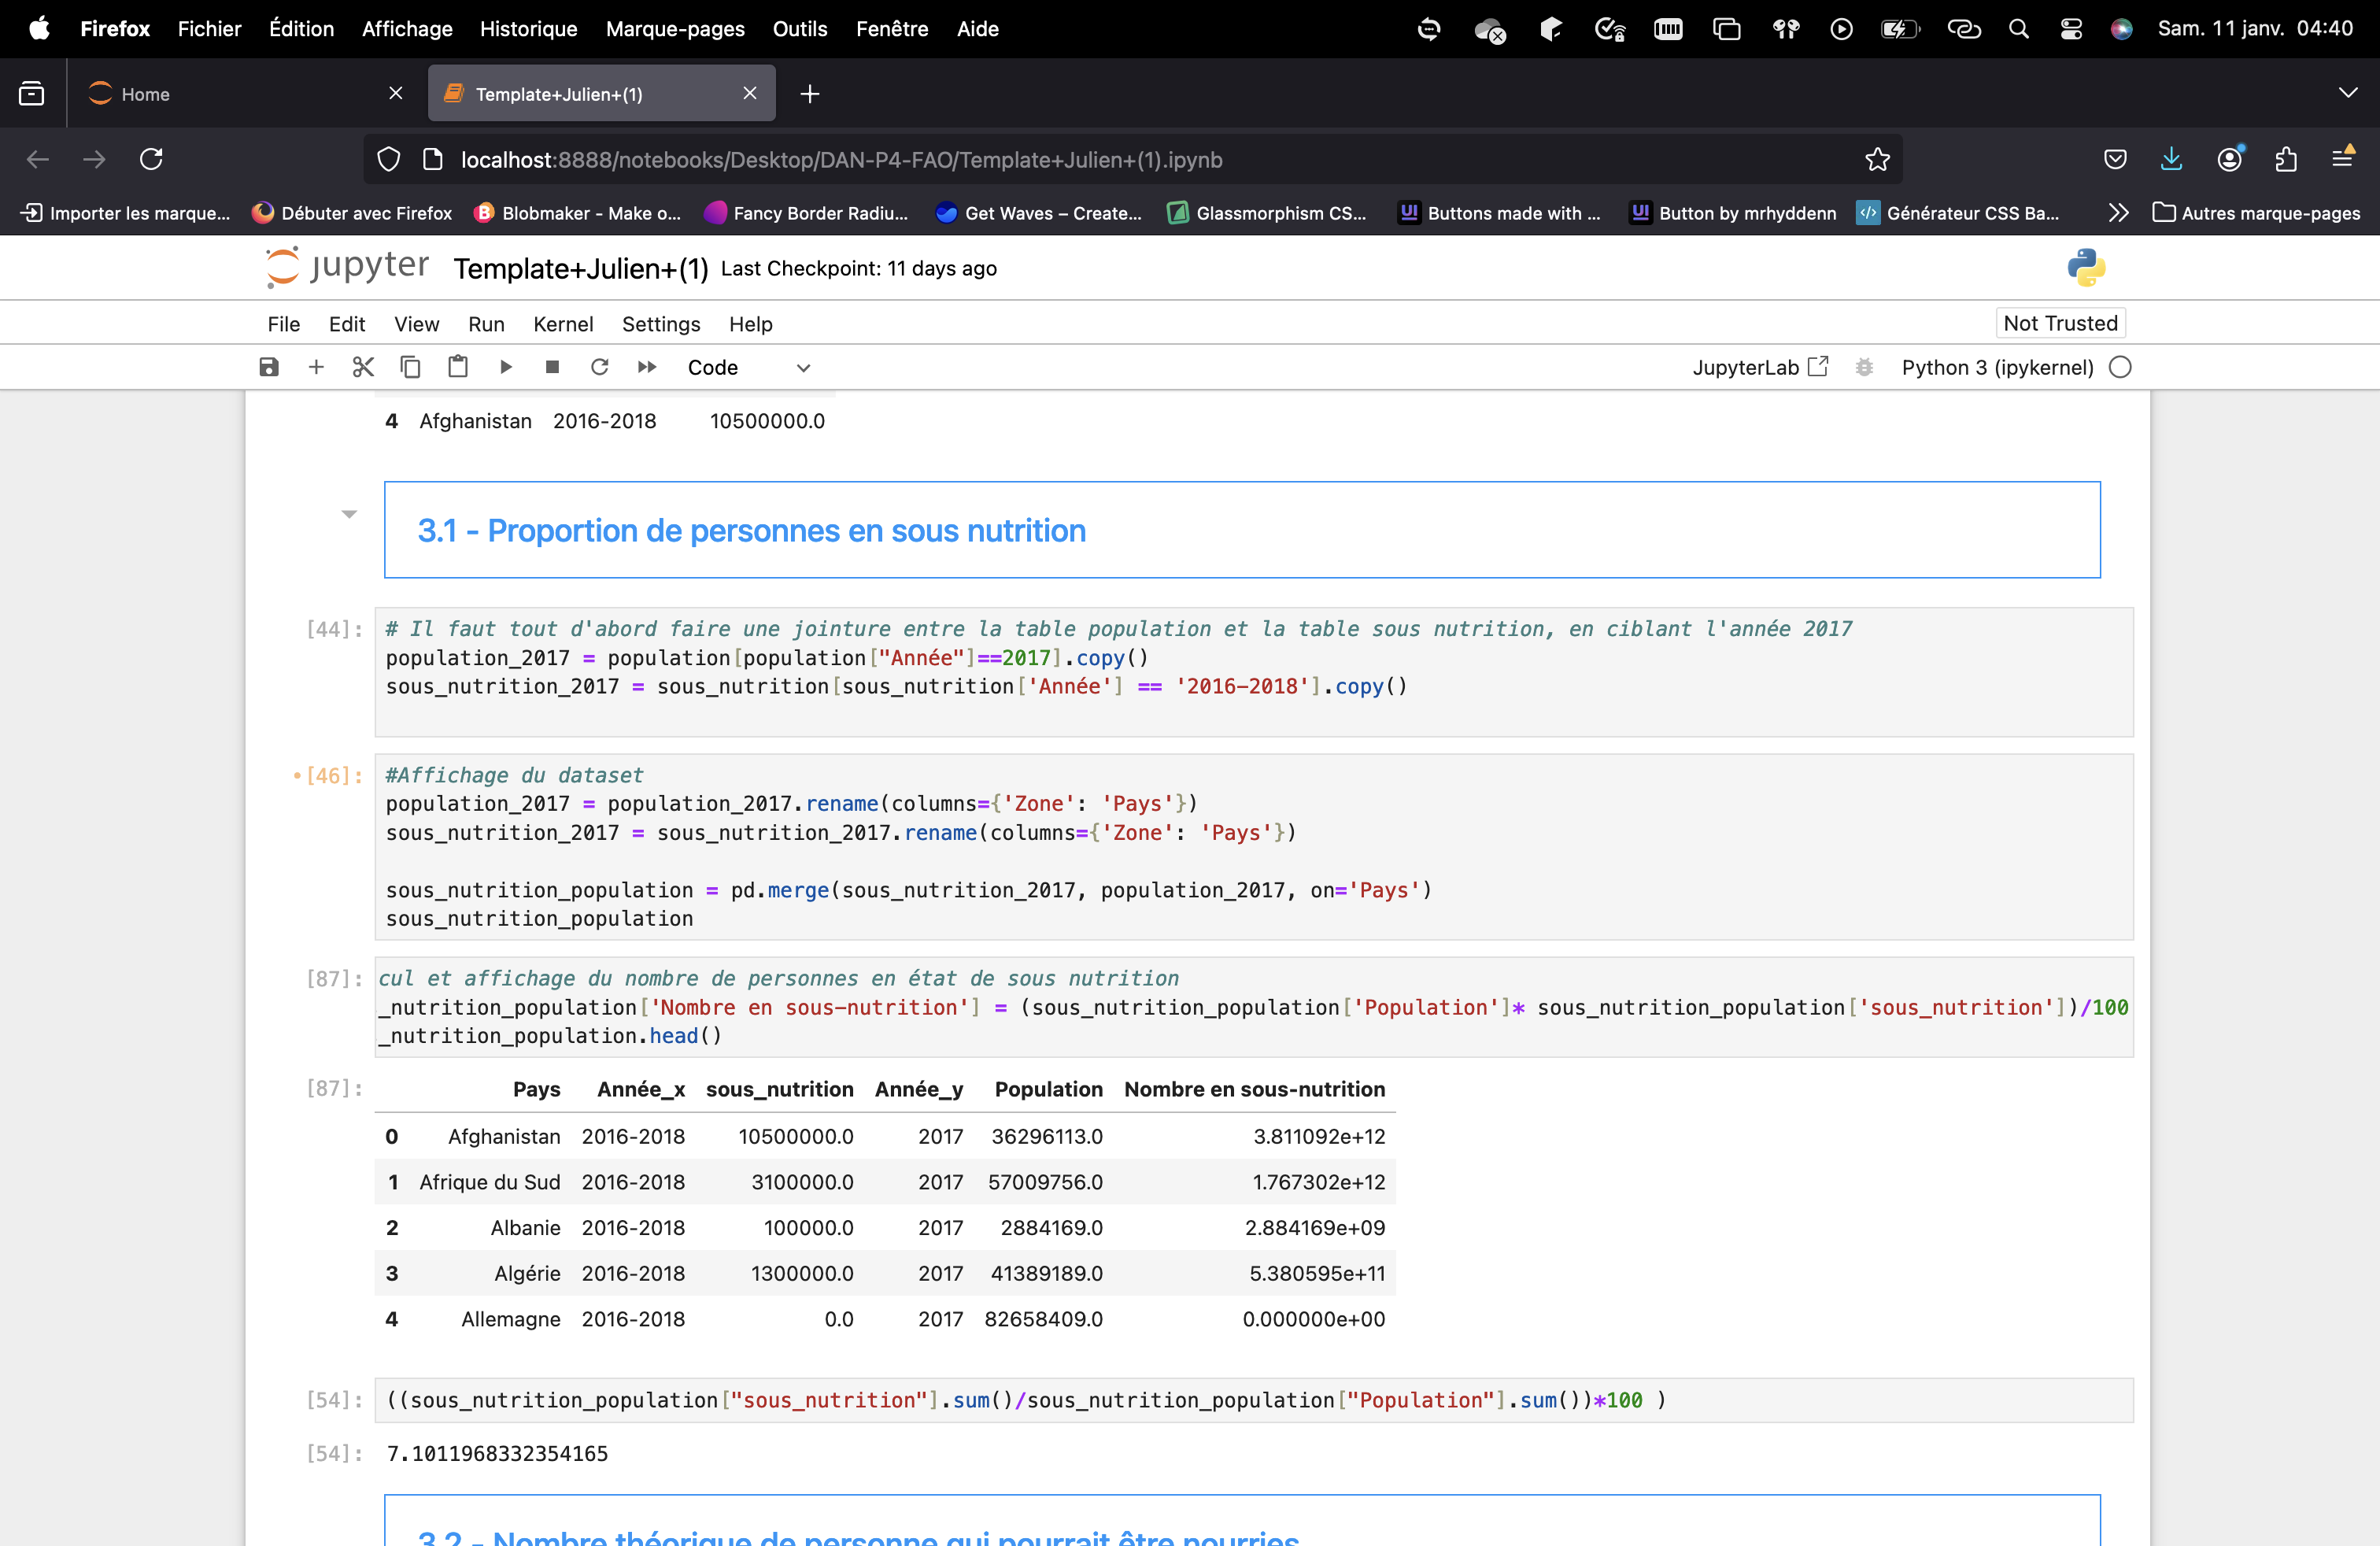 Firefox Fichier Édition Affichage Historique Marque-pages Outils Fenêtre Aide Sam. 11 janv. 04:40
Home Template+Julien+(1)
localhost:8888/notebooks/Desktop/DAN-P4-FAO/Template+Julien+(1).ipynb
Importer les marque... Débuter avec Firefox Blobmaker - Make o... Fancy Border Radiu... Get Waves – Create... Glassmorphism CS... UI Buttons made with ... UI Button by mrhyddenn Générateur CSS Ba... Autres marque-pages
jupyter Template+Julien+(1) Last Checkpoint: 11 days ago
File Edit View Run Kernel Settings Help Not Trusted
Code JupyterLab Python 3 (ipykernel)
4 Afghanistan 2016-2018 10500000.0
3.1 - Proportion de personnes en sous nutrition
[44]: # Il faut tout d'abord faire une jointure entre la table population et la table sous nutrition, en ciblant l'année 2017
population_2017 = population[population["Année"]==2017].copy()
sous_nutrition_2017 = sous_nutrition[sous_nutrition['Année'] == '2016-2018'].copy()
[46]: #Affichage du dataset
population_2017 = population_2017.rename(columns={'Zone': 'Pays'})
sous_nutrition_2017 = sous_nutrition_2017.rename(columns={'Zone': 'Pays'})
sous_nutrition_population = pd.merge(sous_nutrition_2017, population_2017, on='Pays')
sous_nutrition_population
[87]: cul et affichage du nombre de personnes en état de sous nutrition
_nutrition_population['Nombre en sous-nutrition'] = (sous_nutrition_population['Population']* sous_nutrition_population['sous_nutrition'])/100
_nutrition_population.head()
[87]: Pays Année_x sous_nutrition Année_y Population Nombre en sous-nutrition
0 Afghanistan 2016-2018 10500000.0 2017 36296113.0 3.811092e+12
1 Afrique du Sud 2016-2018 3100000.0 2017 57009756.0 1.767302e+12
2 Albanie 2016-2018 100000.0 2017 2884169.0 2.884169e+09
3 Algérie 2016-2018 1300000.0 2017 41389189.0 5.380595e+11
4 Allemagne 2016-2018 0.0 2017 82658409.0 0.000000e+00
[54]: ((sous_nutrition_population["sous_nutrition"].sum()/sous_nutrition_population["Population"].sum())*100 )
[54]: 7.1011968332354165
3.2 - Nombre théorique de personne qui pourrait être nourries